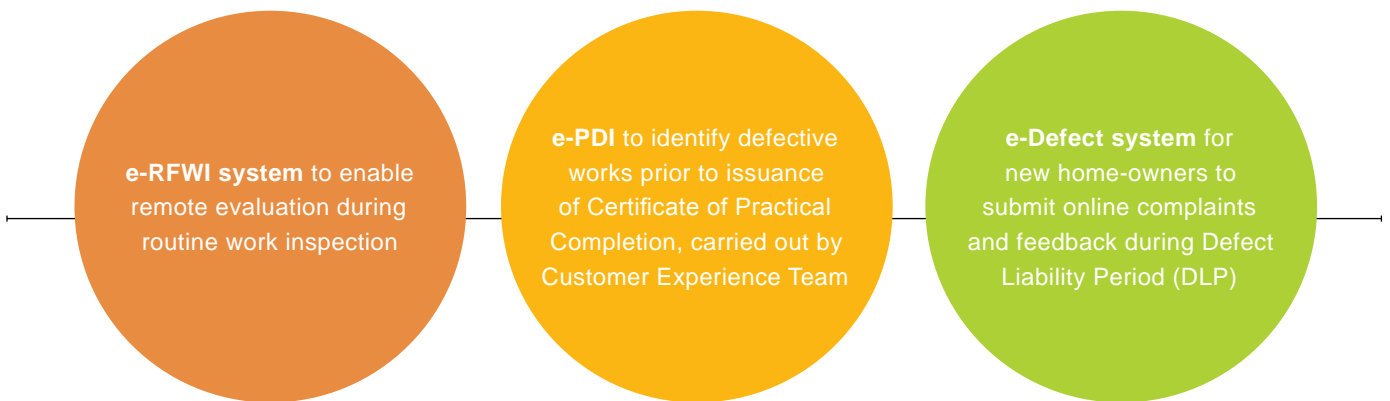 e-RFWI system to enable
remote evaluation during
routine work inspection
e-PDI to identify defective
works prior to issuance
of Certificate of Practical
Completion, carried out by
Customer Experience Team
e-Defect system for
new home-owners to
submit online complaints
and feedback during Defect
Liability Period (DLP)